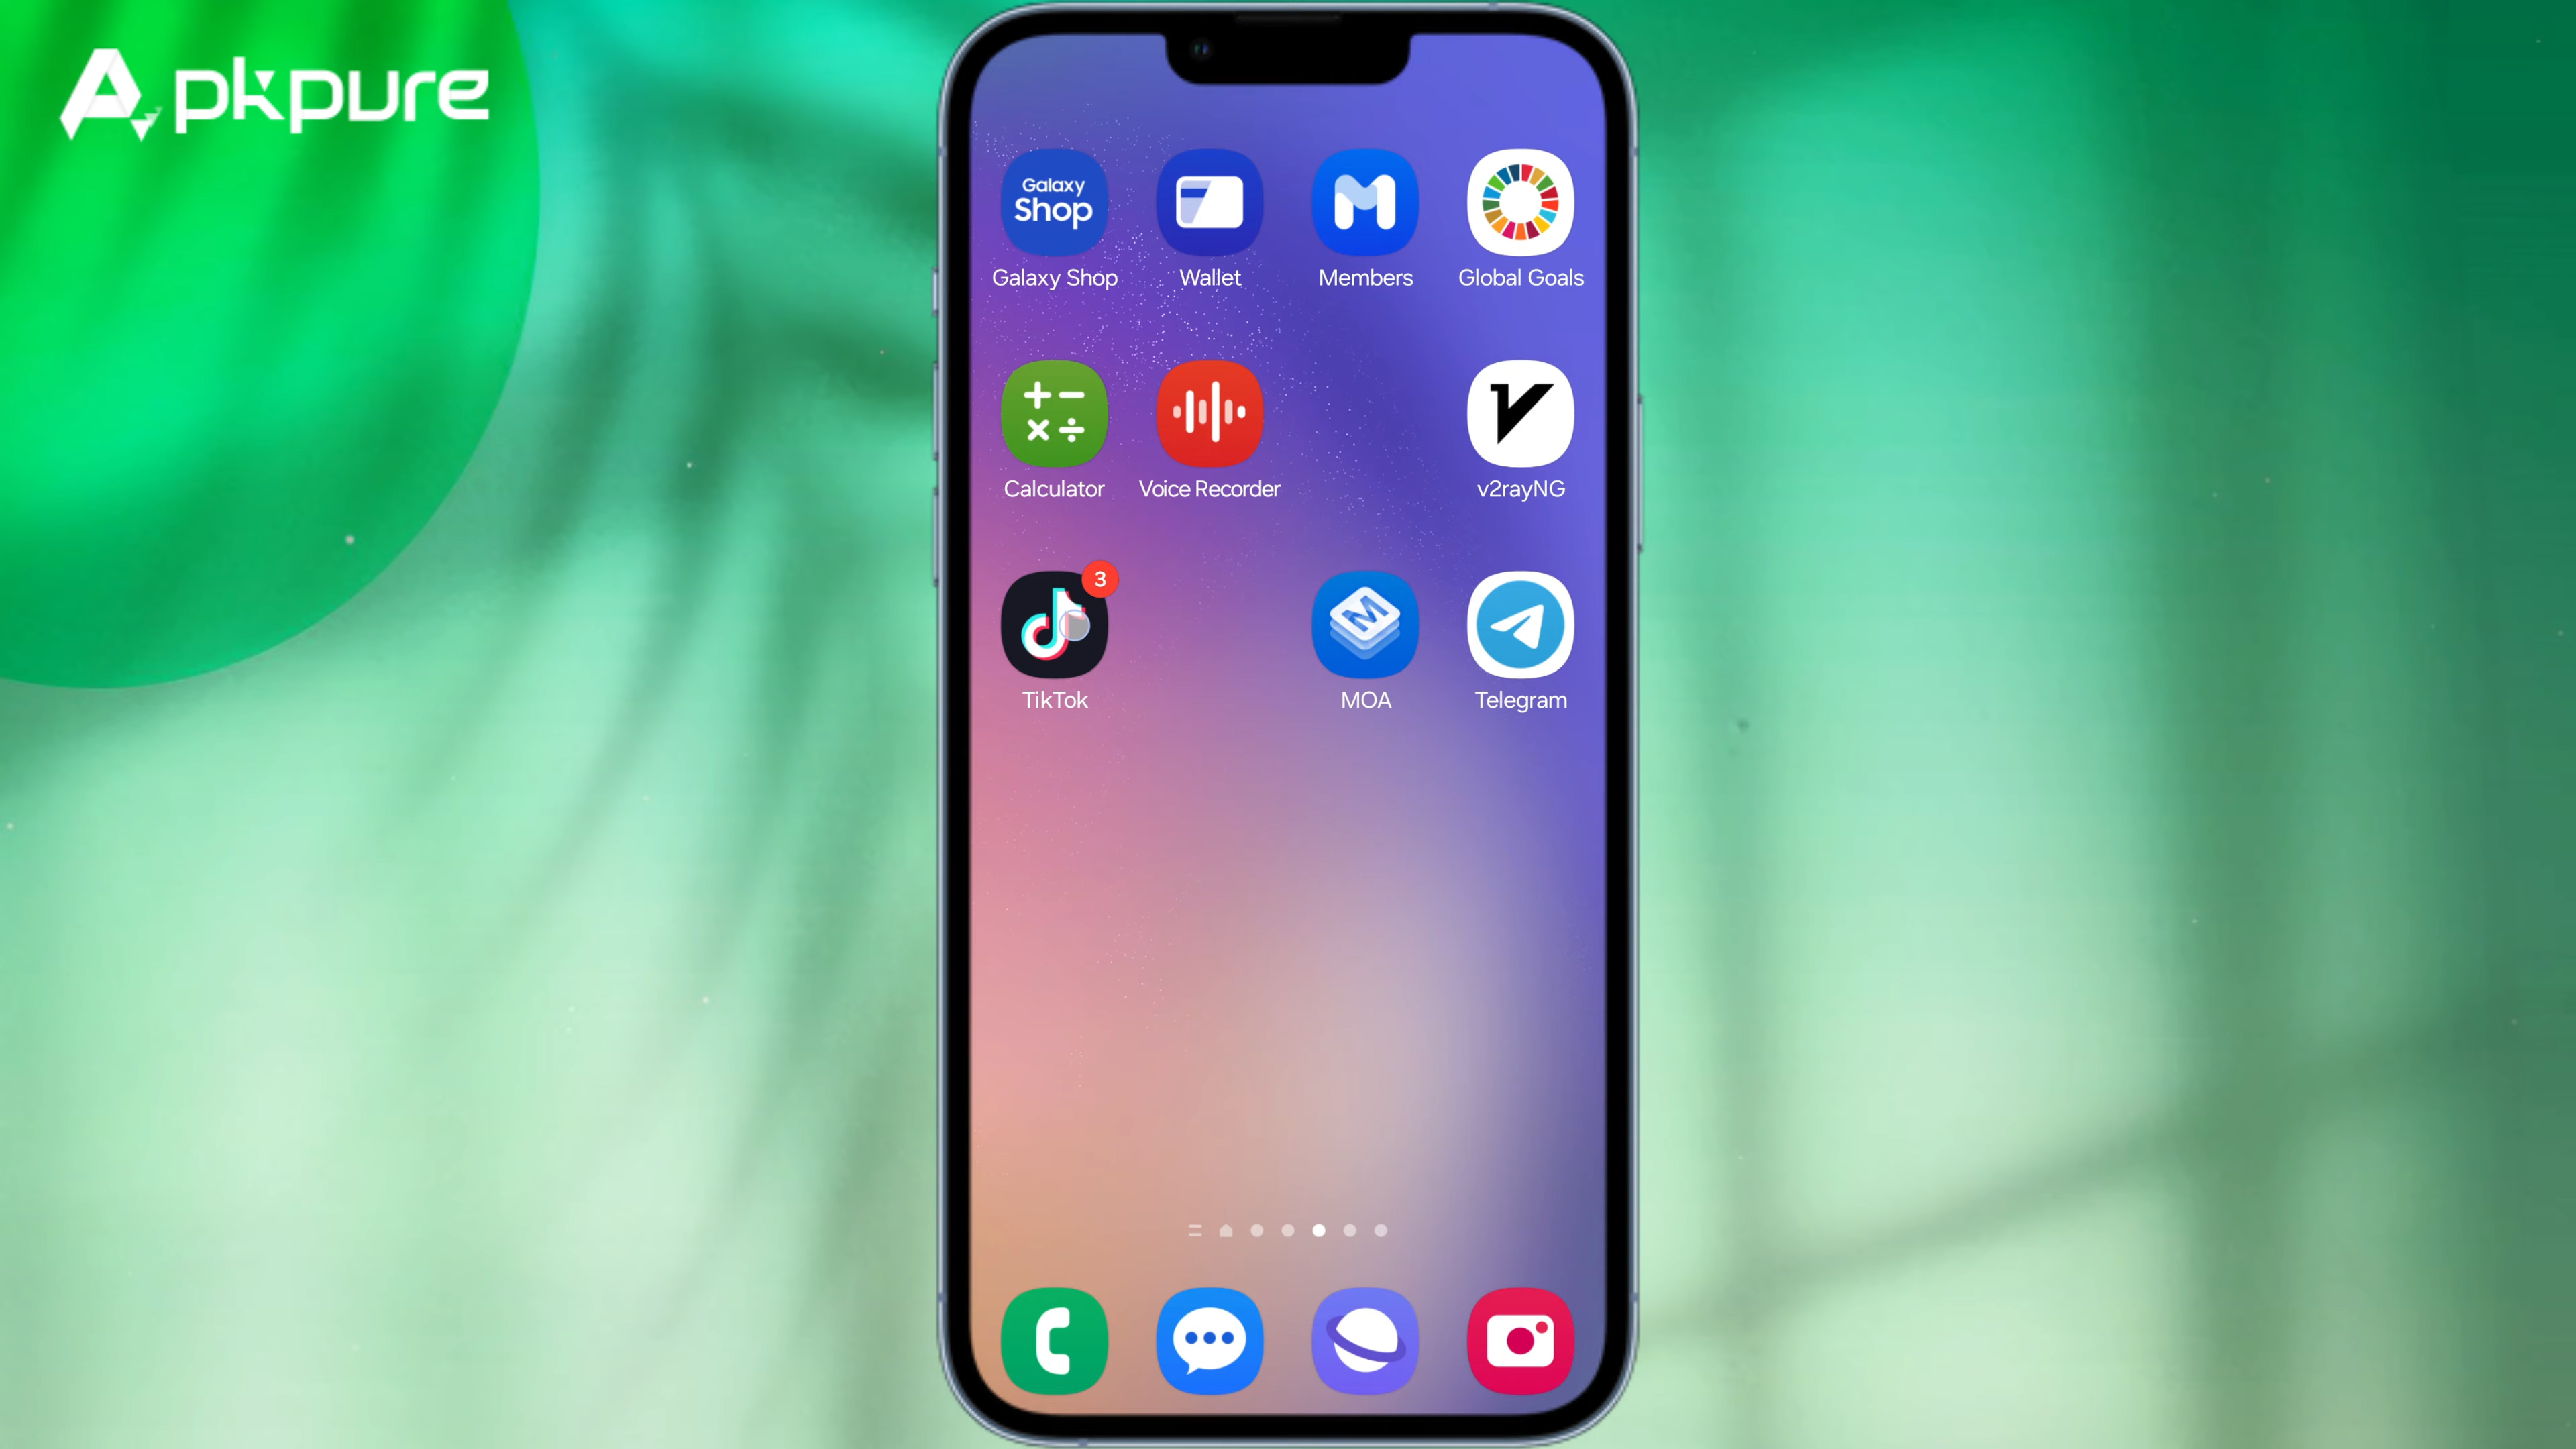 Apkpure
Galaxy
Shop
Galaxy Shop
Wallet
Members
Global Goals
Calculator
Voice Recorder
v2rayNG
3
M
TikTok
MOA
Telegram